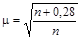 μ = √((n + 0,28)/n)